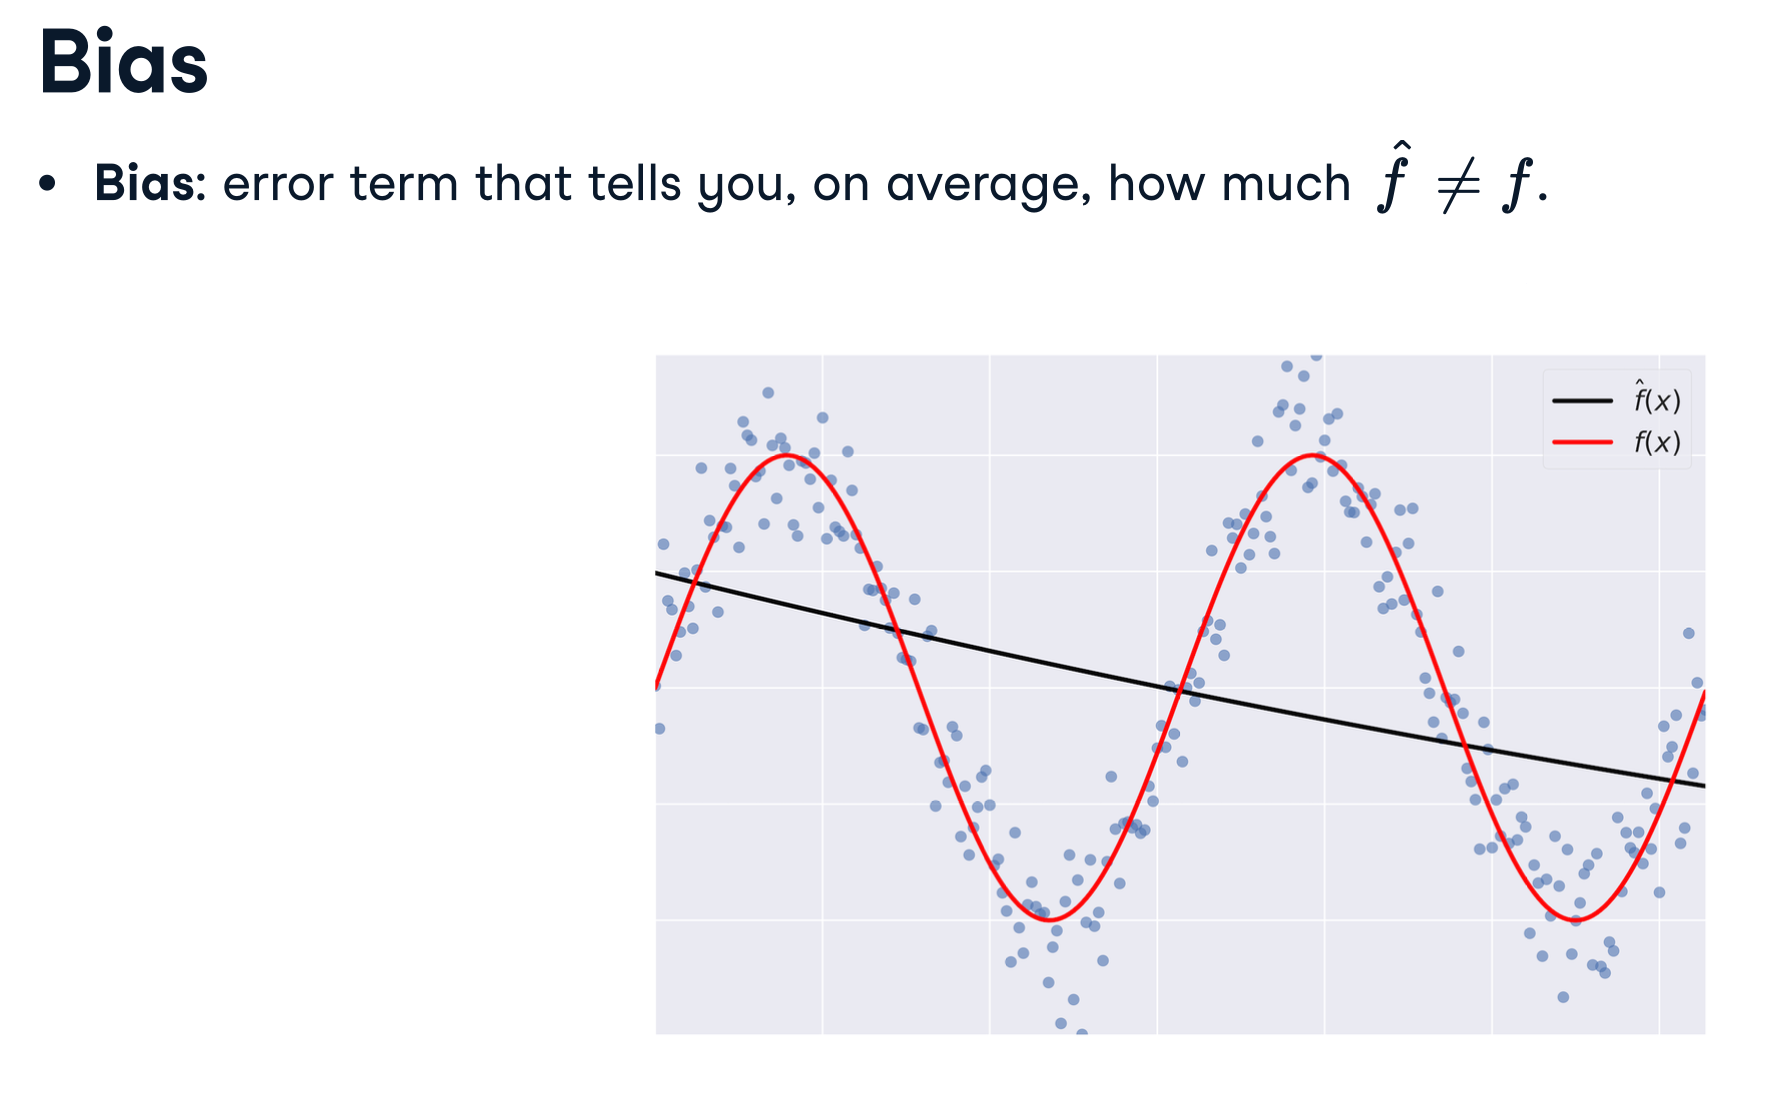 Bias
• Bias: error term that tells you, on average, how much f̂ ≠ f.
f̂(x)
f(x)